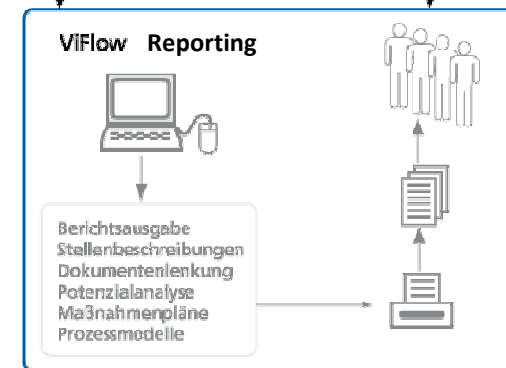 ViFlow Reporting
Berichtsausgabe
Stellenbeschreibungen
Dokumentenlenkung
Potenzialanalyse
Maßnahmenpläne
Prozessmodelle